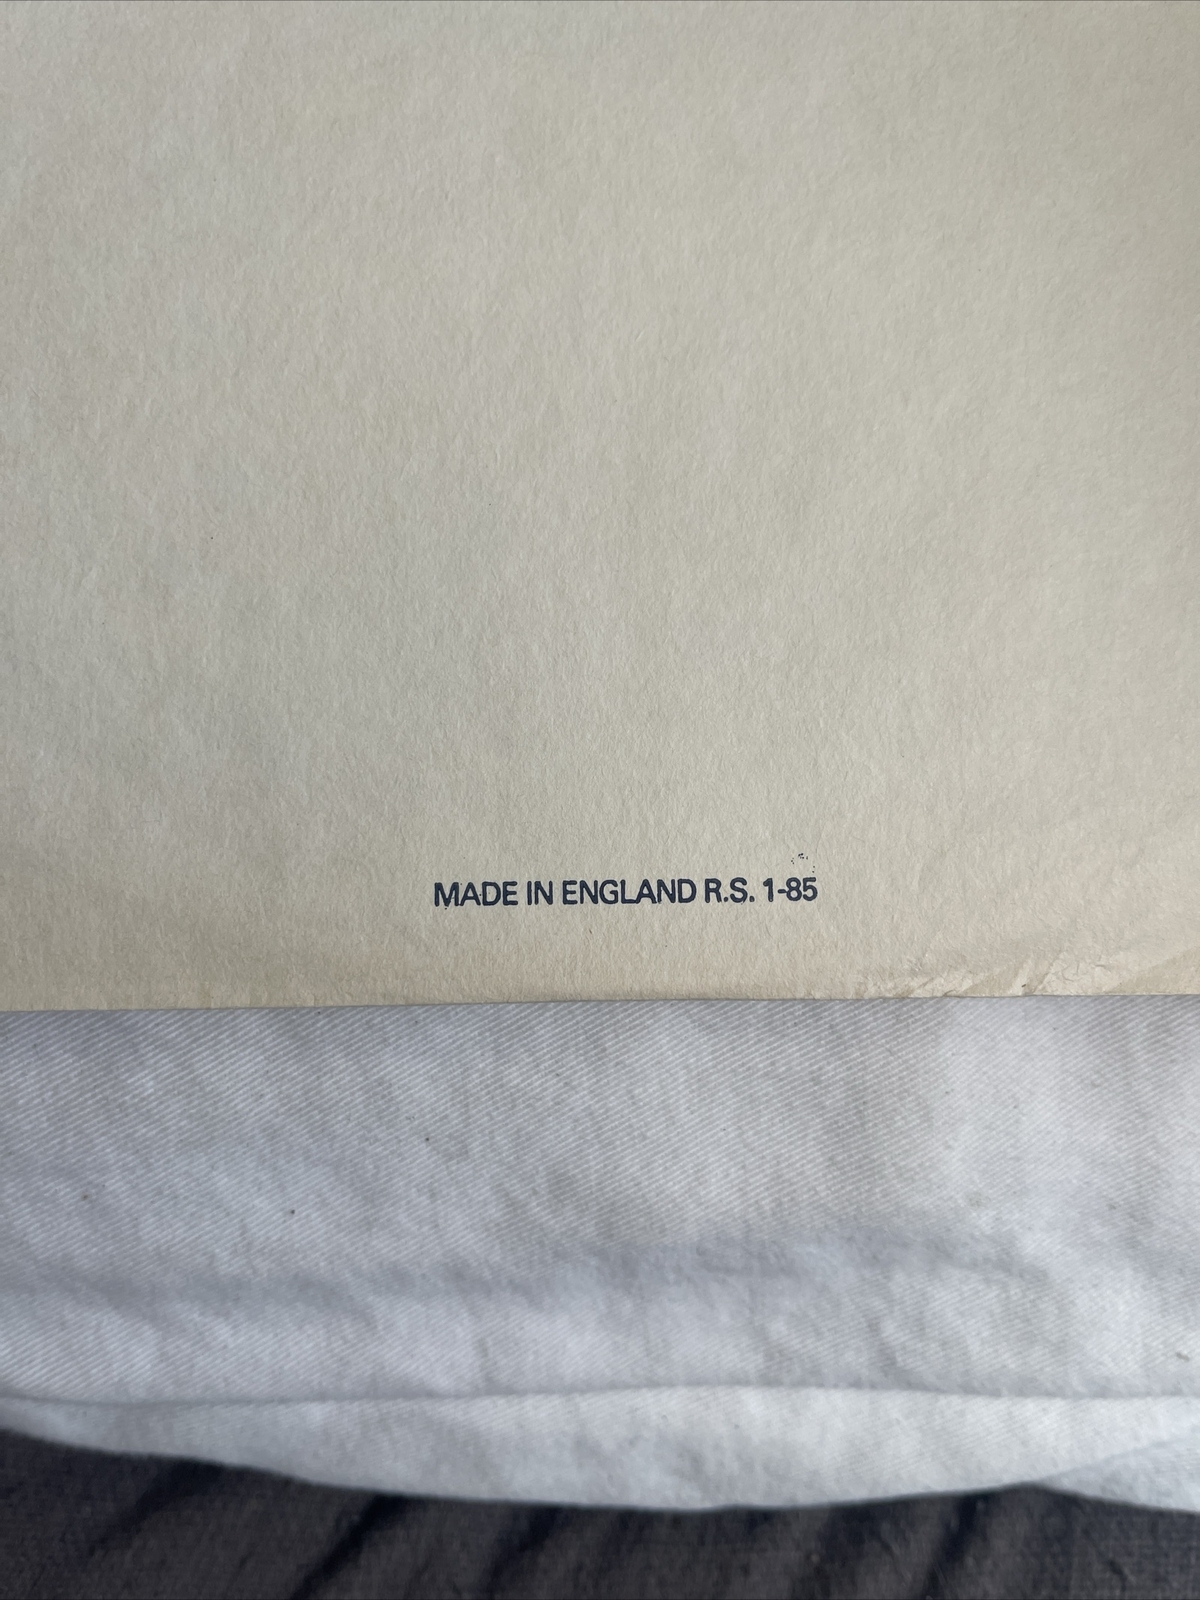 MADE IN ENGLAND R.S. 1-85